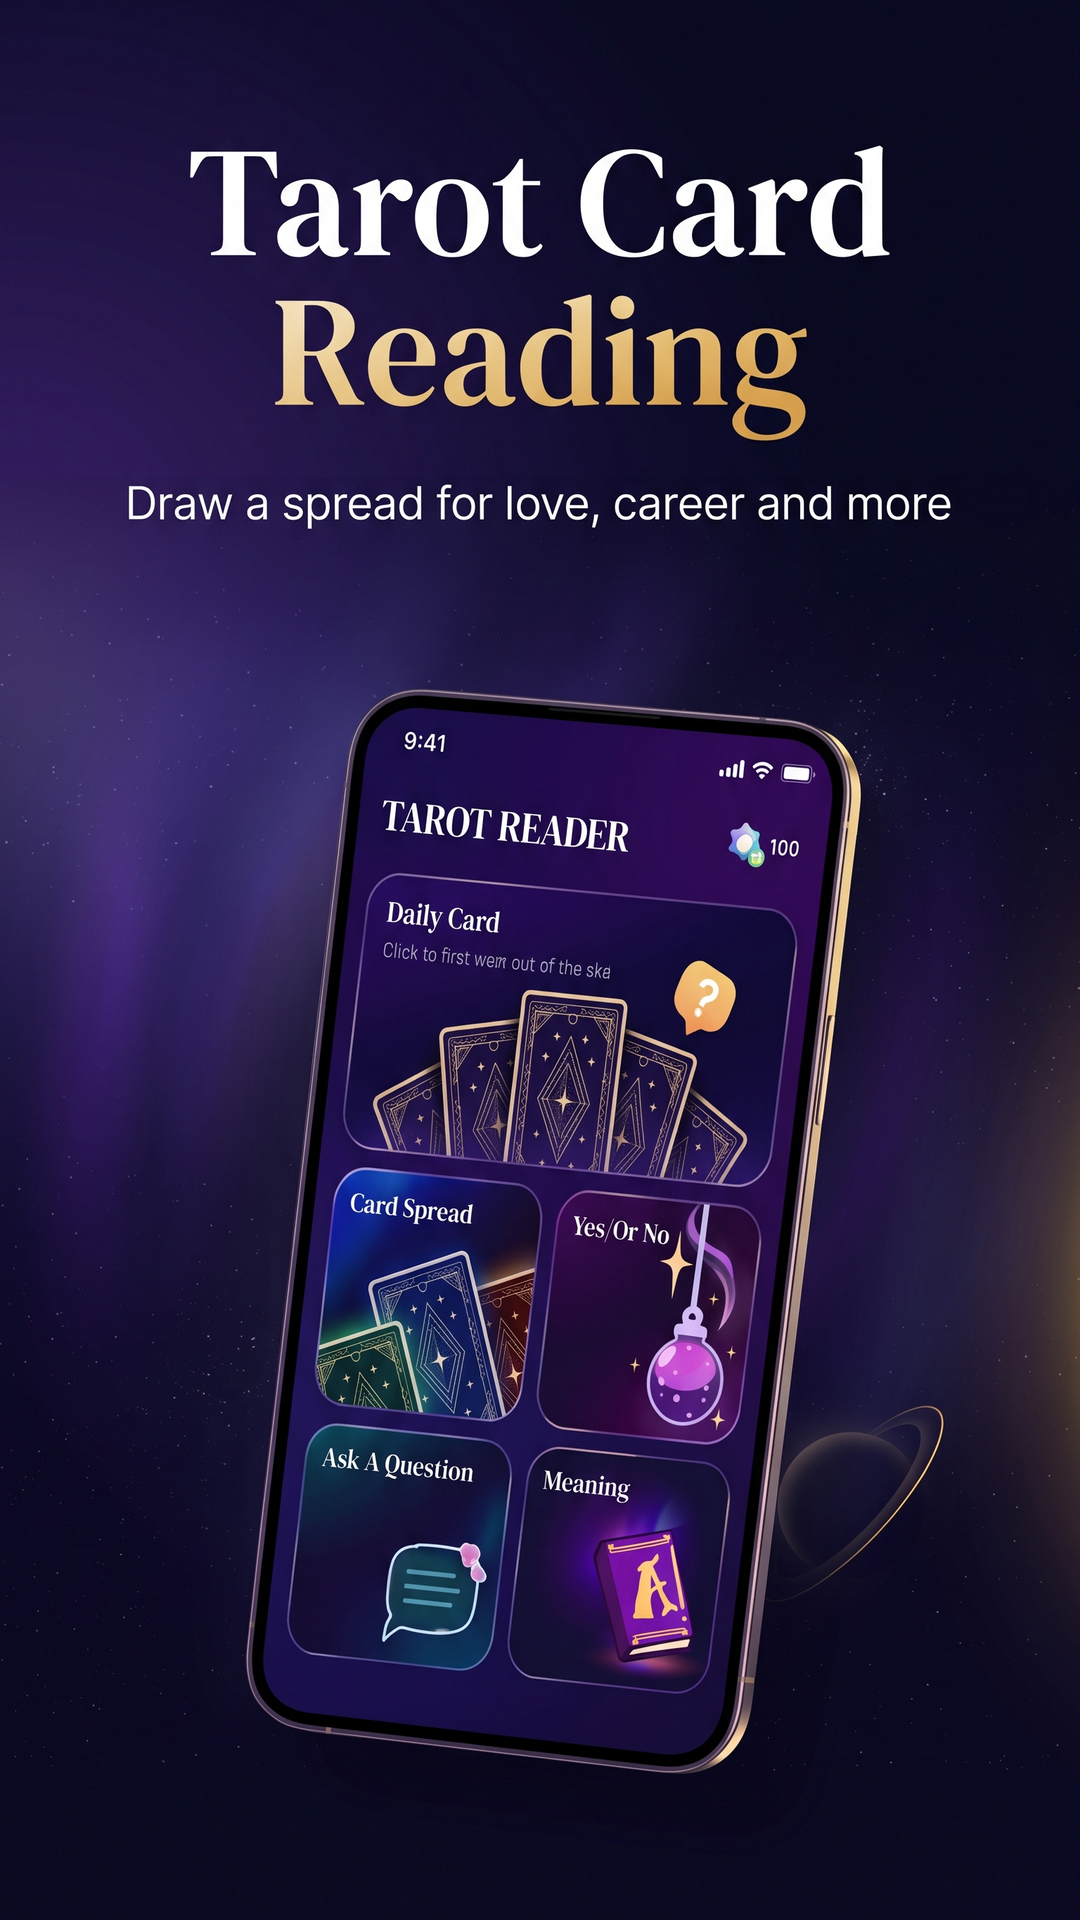 Tarot Card
Reading
Draw a spread for love, career and more
9:41
TAROT READER
100
Daily Card
Click to first wem out of the ska
?
Card Spread
Yes/Or No
Ask A Question
Meaning
A